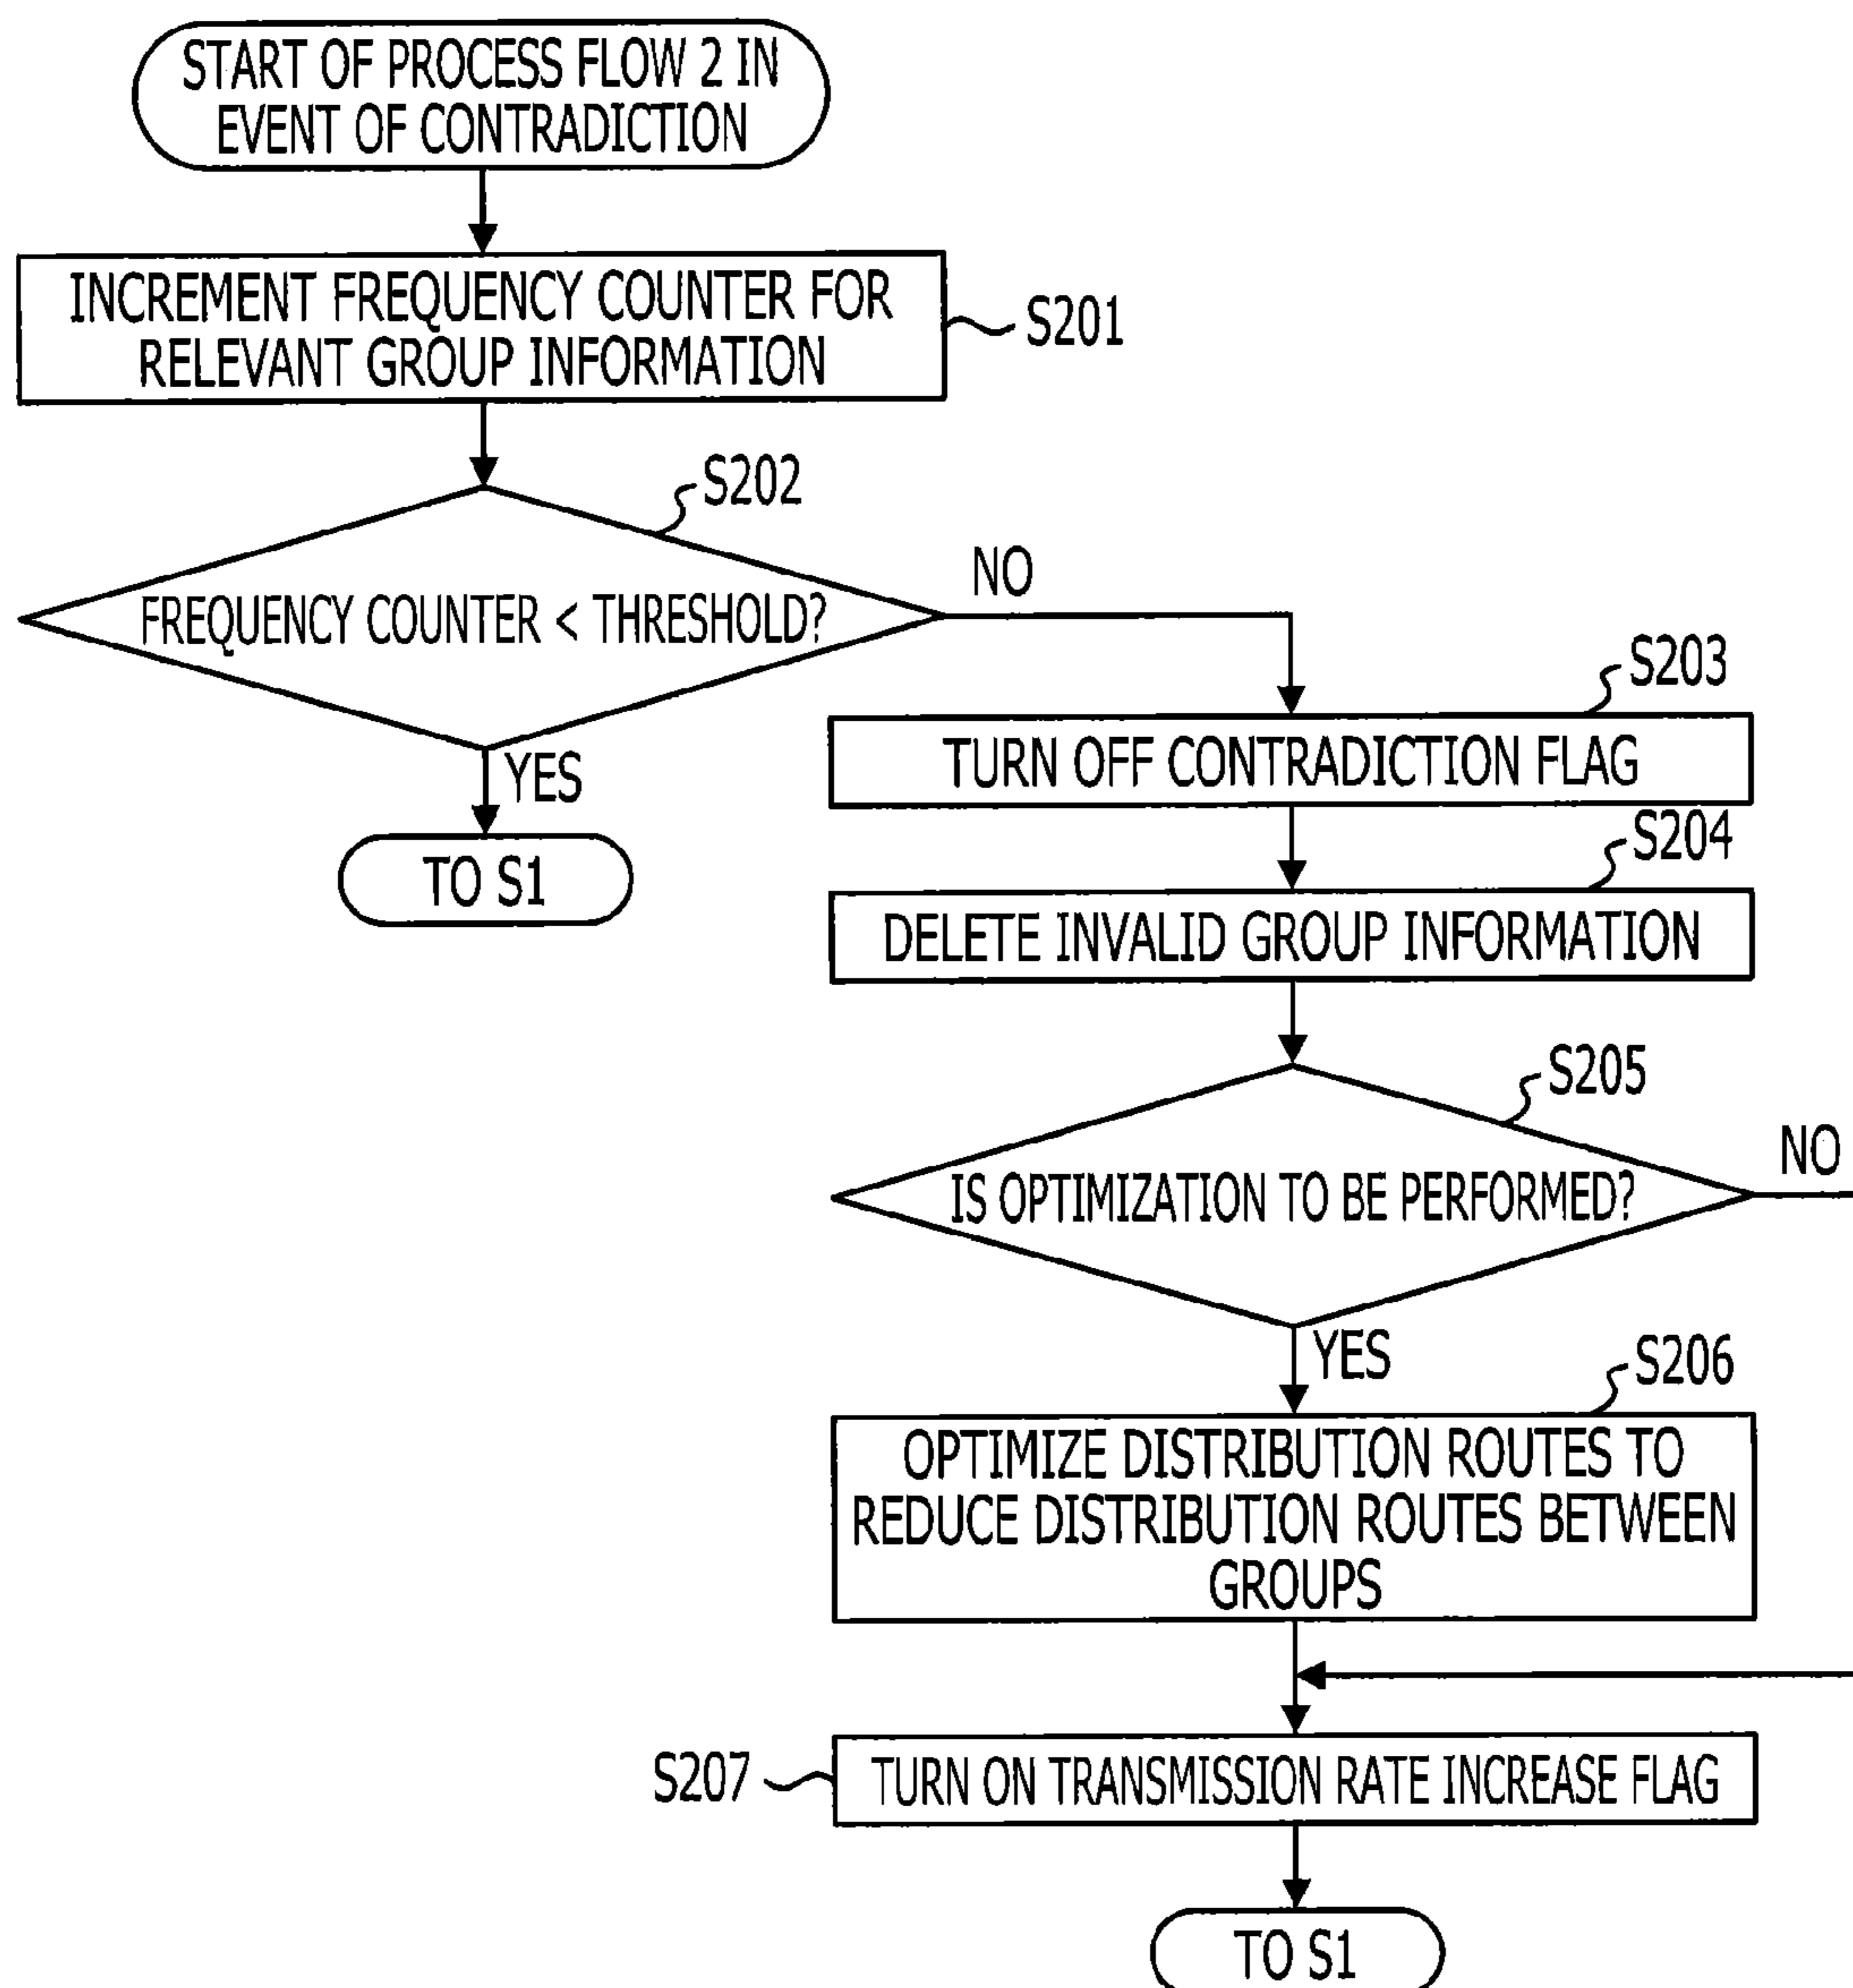 START OF PROCESS FLOW 2 IN
EVENT OF CONTRADICTION
INCREMENT FREQUENCY COUNTER FOR
RELEVANT GROUP INFORMATION
S201
S202
FREQUENCY COUNTER < THRESHOLD?
NO
YES
TO S1
S203
TURN OFF CONTRADICTION FLAG
S204
DELETE INVALID GROUP INFORMATION
S205
IS OPTIMIZATION TO BE PERFORMED?
NO
YES
S206
OPTIMIZE DISTRIBUTION ROUTES TO
REDUCE DISTRIBUTION ROUTES BETWEEN
GROUPS
S207
TURN ON TRANSMISSION RATE INCREASE FLAG
TO S1